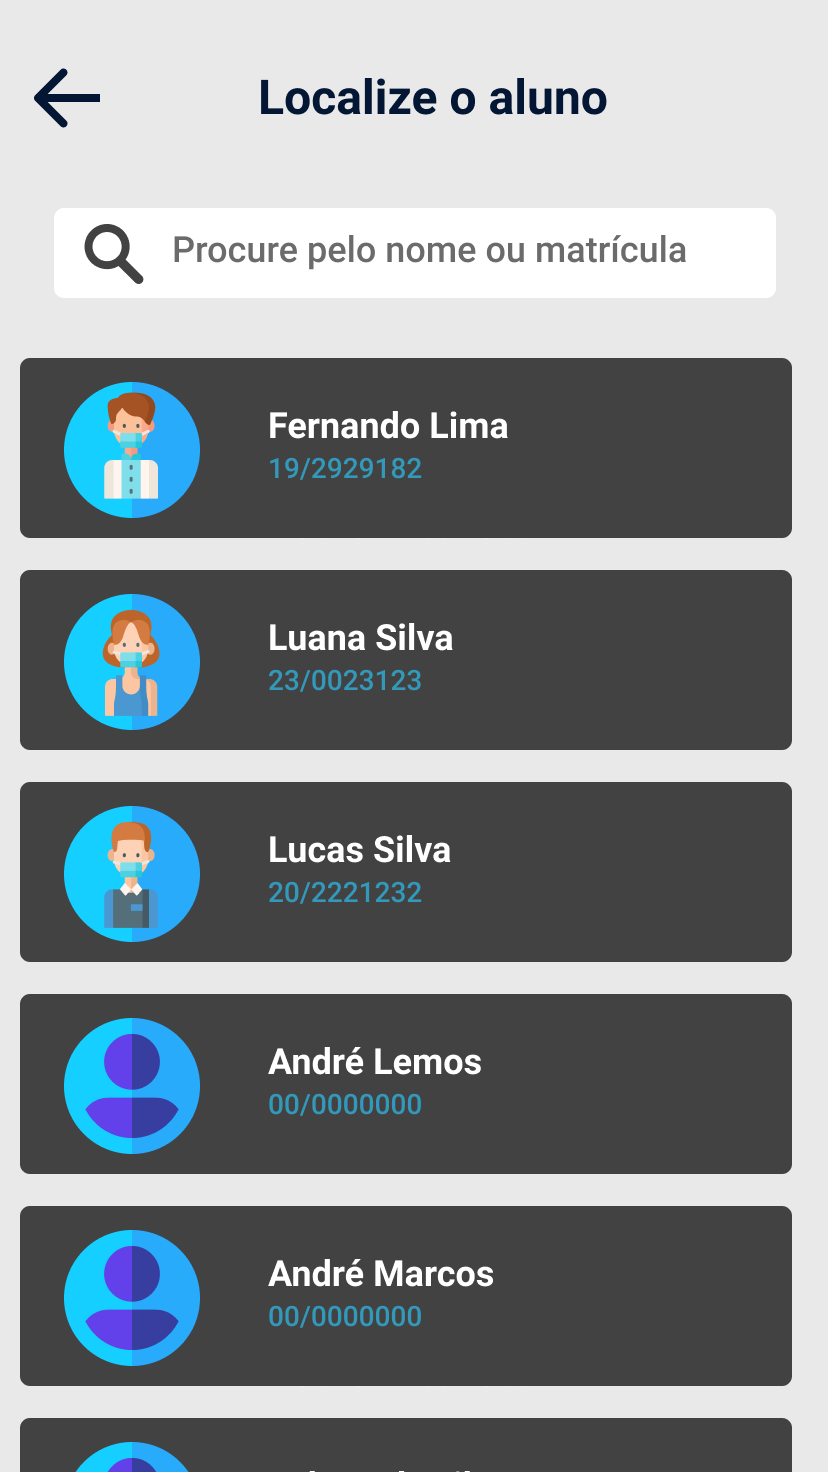 Localize o aluno
Procure pelo nome ou matrícula
Fernando Lima
19/2929182
Luana Silva
23/0023123
Lucas Silva
20/2221232
André Lemos
00/0000000
André Marcos
00/0000000